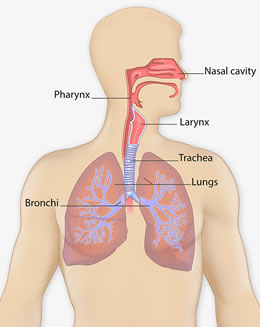 Nasal cavity
Pharynx
Larynx
Trachea
Lungs
Bronchi